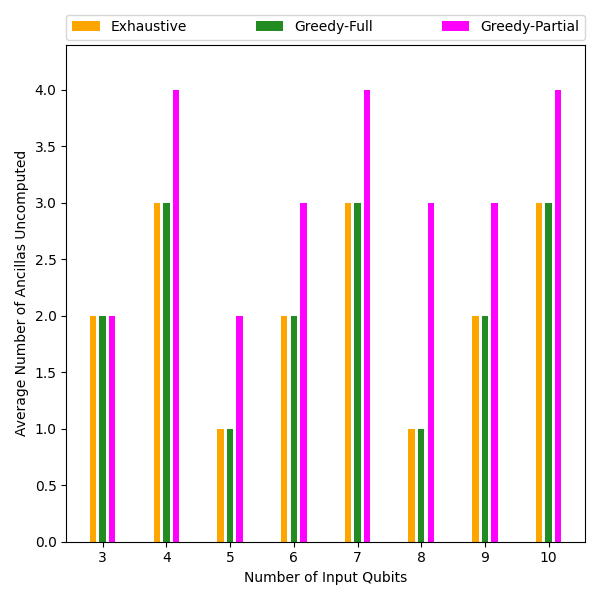 Exhaustive Greedy-Full Greedy-Partial
Average Number of Ancillas Uncomputed
4.0
3.5
3.0
2.5
2.0
1.5
1.0
0.5
0.0
3 4 5 6 7 8 9 10
Number of Input Qubits